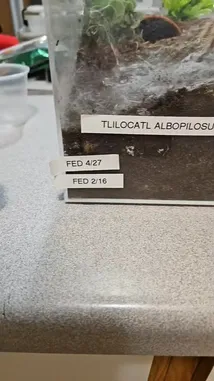 TLILOCATL ALBOPILOSU
FED 4/27
FED 2/16